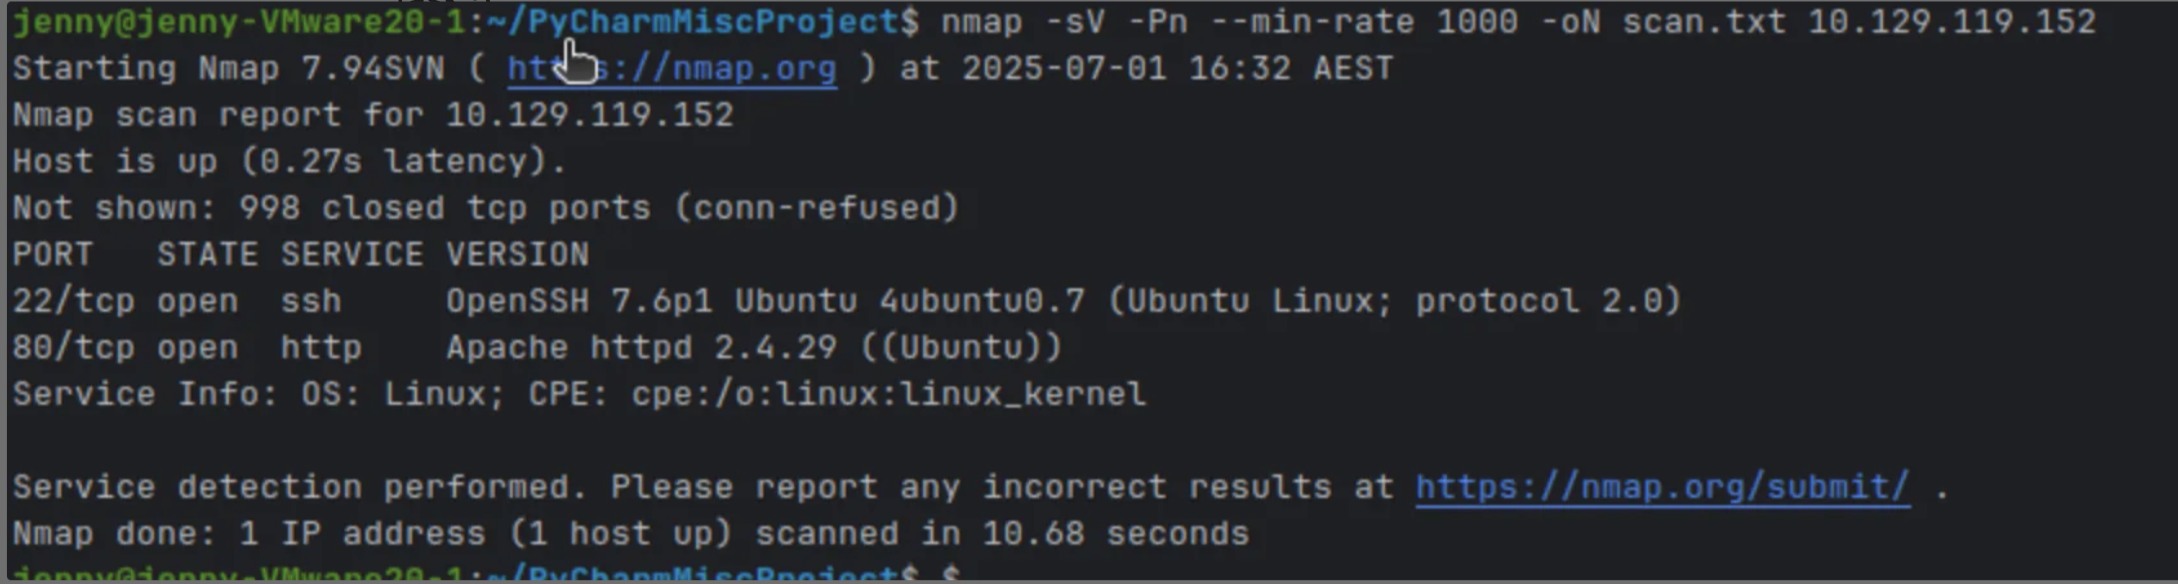 jenny@jenny-VMware20-1:~/PyCharmMiscProject$ nmap -sV -Pn --min-rate 1000 -oN scan.txt 10.129.119.152
Starting Nmap 7.94SVN ( https://nmap.org ) at 2025-07-01 16:32 AEST
Nmap scan report for 10.129.119.152
Host is up (0.27s latency).
Not shown: 998 closed tcp ports (conn-refused)
PORT   STATE SERVICE VERSION
22/tcp open  ssh     OpenSSH 7.6p1 Ubuntu 4ubuntu0.7 (Ubuntu Linux; protocol 2.0)
80/tcp open  http    Apache httpd 2.4.29 ((Ubuntu))
Service Info: OS: Linux; CPE: cpe:/o:linux:linux_kernel
Service detection performed. Please report any incorrect results at https://nmap.org/submit/ .
Nmap done: 1 IP address (1 host up) scanned in 10.68 seconds
jenny@jenny-VMware20-1:~/PyCharmMiscProject$ $